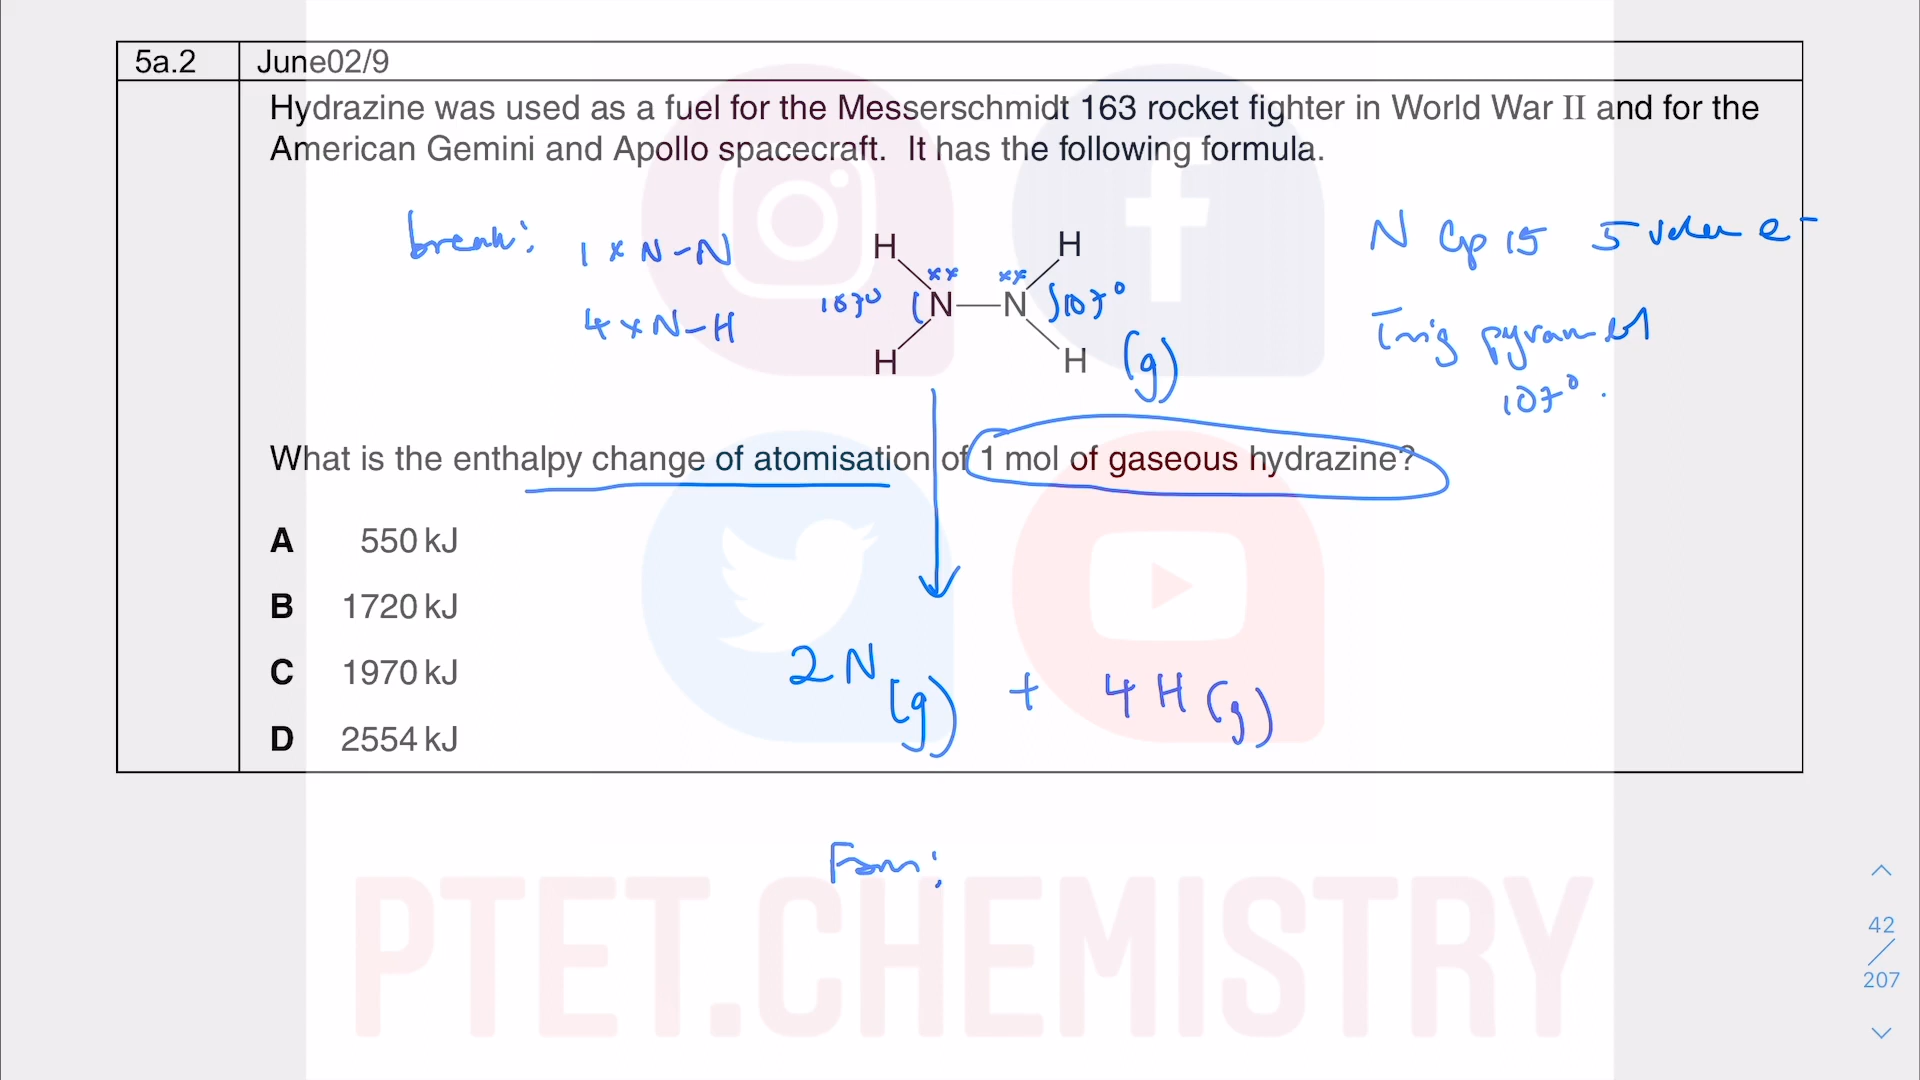 5a.2 June02/9
Hydrazine was used as a fuel for the Messerschmidt 163 rocket fighter in World War II and for the
American Gemini and Apollo spacecraft. It has the following formula.
break: 1 × N-N
4 × N-H
H H
×× ××
107° N—N 107°
H H (g)
N Gp 15 5 valen e⁻
Trig pyramidal
107°.
What is the enthalpy change of atomisation of 1 mol of gaseous hydrazine?
A 550 kJ
B 1720 kJ
C 1970 kJ
D 2554 kJ
2N(g) + 4H(g)
Form:
PTET.CHEMISTRY
42
207